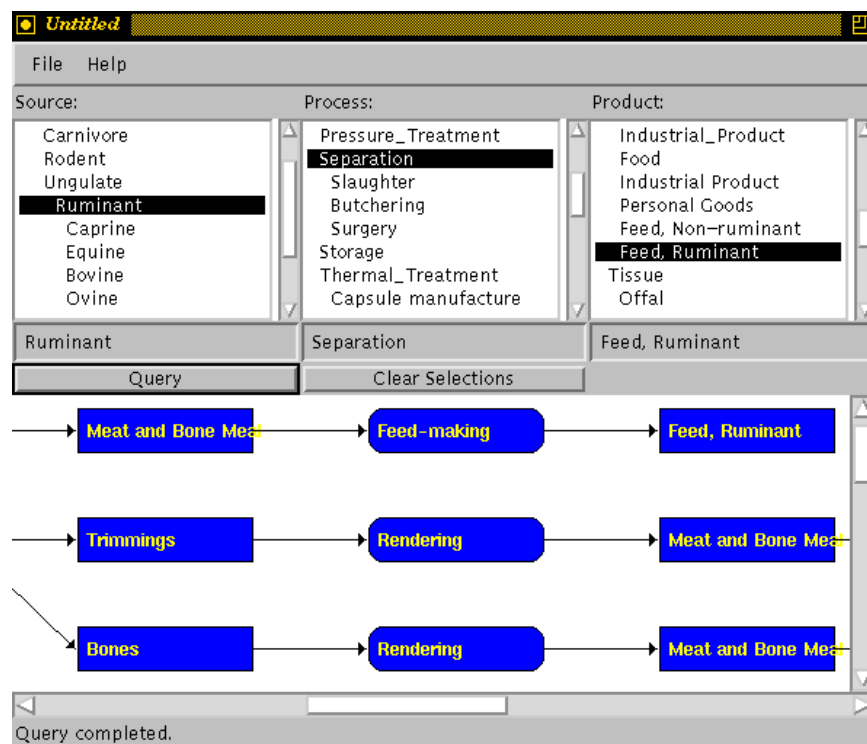 Untitled
File Help
Source: Process: Product:
Carnivore Pressure_Treatment Industrial_Product
Rodent Separation Food
Ungulate Slaughter Industrial Product
Ruminant Butchering Personal Goods
Caprine Surgery Feed, Non-ruminant
Equine Storage Feed, Ruminant
Bovine Thermal_Treatment Tissue
Ovine Capsule manufacture Offal
Ruminant Separation Feed, Ruminant
Query Clear Selections
Meat and Bone Meal Feed-making Feed, Ruminant
Trimmings Rendering Meat and Bone Meal
Bones Rendering Meat and Bone Meal
Query completed.